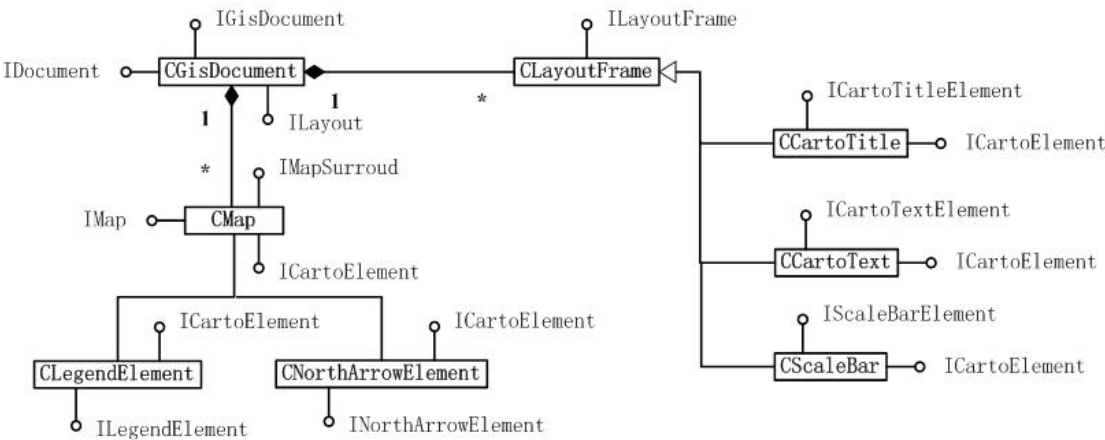 IGisDocument
ILayoutFrame
IDocument
CGisDocument
CLayoutFrame
1
*
1
ILayout
ICartoTitleElement
CCartoTitle
ICartoElement
*
IMapSurroud
IMap
CMap
ICartoElement
ICartoTextElement
CCartoText
ICartoElement
ICartoElement
ICartoElement
IScaleBarElement
CLegendElement
CNorthArrowElement
CScaleBar
ICartoElement
ILegendElement
INorthArrowElement